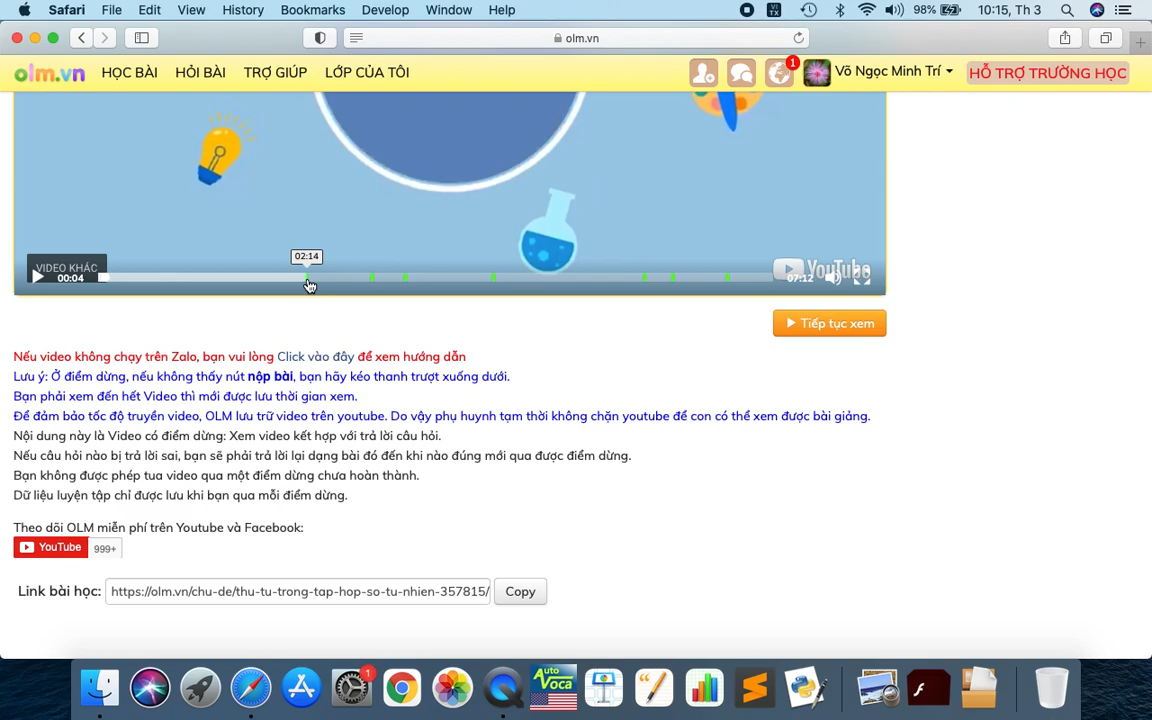 Safari File Edit View History Bookmarks Develop Window Help VI TX 98% 10:15, Th 3
olm.vn
olm.vn HỌC BÀI HỎI BÀI TRỢ GIÚP LỚP CỦA TÔI 1 Võ Ngọc Minh Trí HỖ TRỢ TRƯỜNG HỌC
02:14
VIDEO KHÁC
00:04 07:12 YouTube
Tiếp tục xem
Nếu video không chạy trên Zalo, bạn vui lòng Click vào đây để xem hướng dẫn
Lưu ý: Ở điểm dừng, nếu không thấy nút nộp bài, bạn hãy kéo thanh trượt xuống dưới.
Bạn phải xem đến hết Video thì mới được lưu thời gian xem.
Để đảm bảo tốc độ truyền video, OLM lưu trữ video trên youtube. Do vậy phụ huynh tạm thời không chặn youtube để con có thể xem được bài giảng.
Nội dung này là Video có điểm dừng: Xem video kết hợp với trả lời câu hỏi.
Nếu câu hỏi nào bị trả lời sai, bạn sẽ phải trả lời lại dạng bài đó đến khi nào đúng mới qua được điểm dừng.
Bạn không được phép tua video qua một điểm dừng chưa hoàn thành.
Dữ liệu luyện tập chỉ được lưu khi bạn qua mỗi điểm dừng.
Theo dõi OLM miễn phí trên Youtube và Facebook:
YouTube 999+
Link bài học: https://olm.vn/chu-de/thu-tu-trong-tap-hop-so-tu-nhien-357815/ Copy
1 Auto Voca